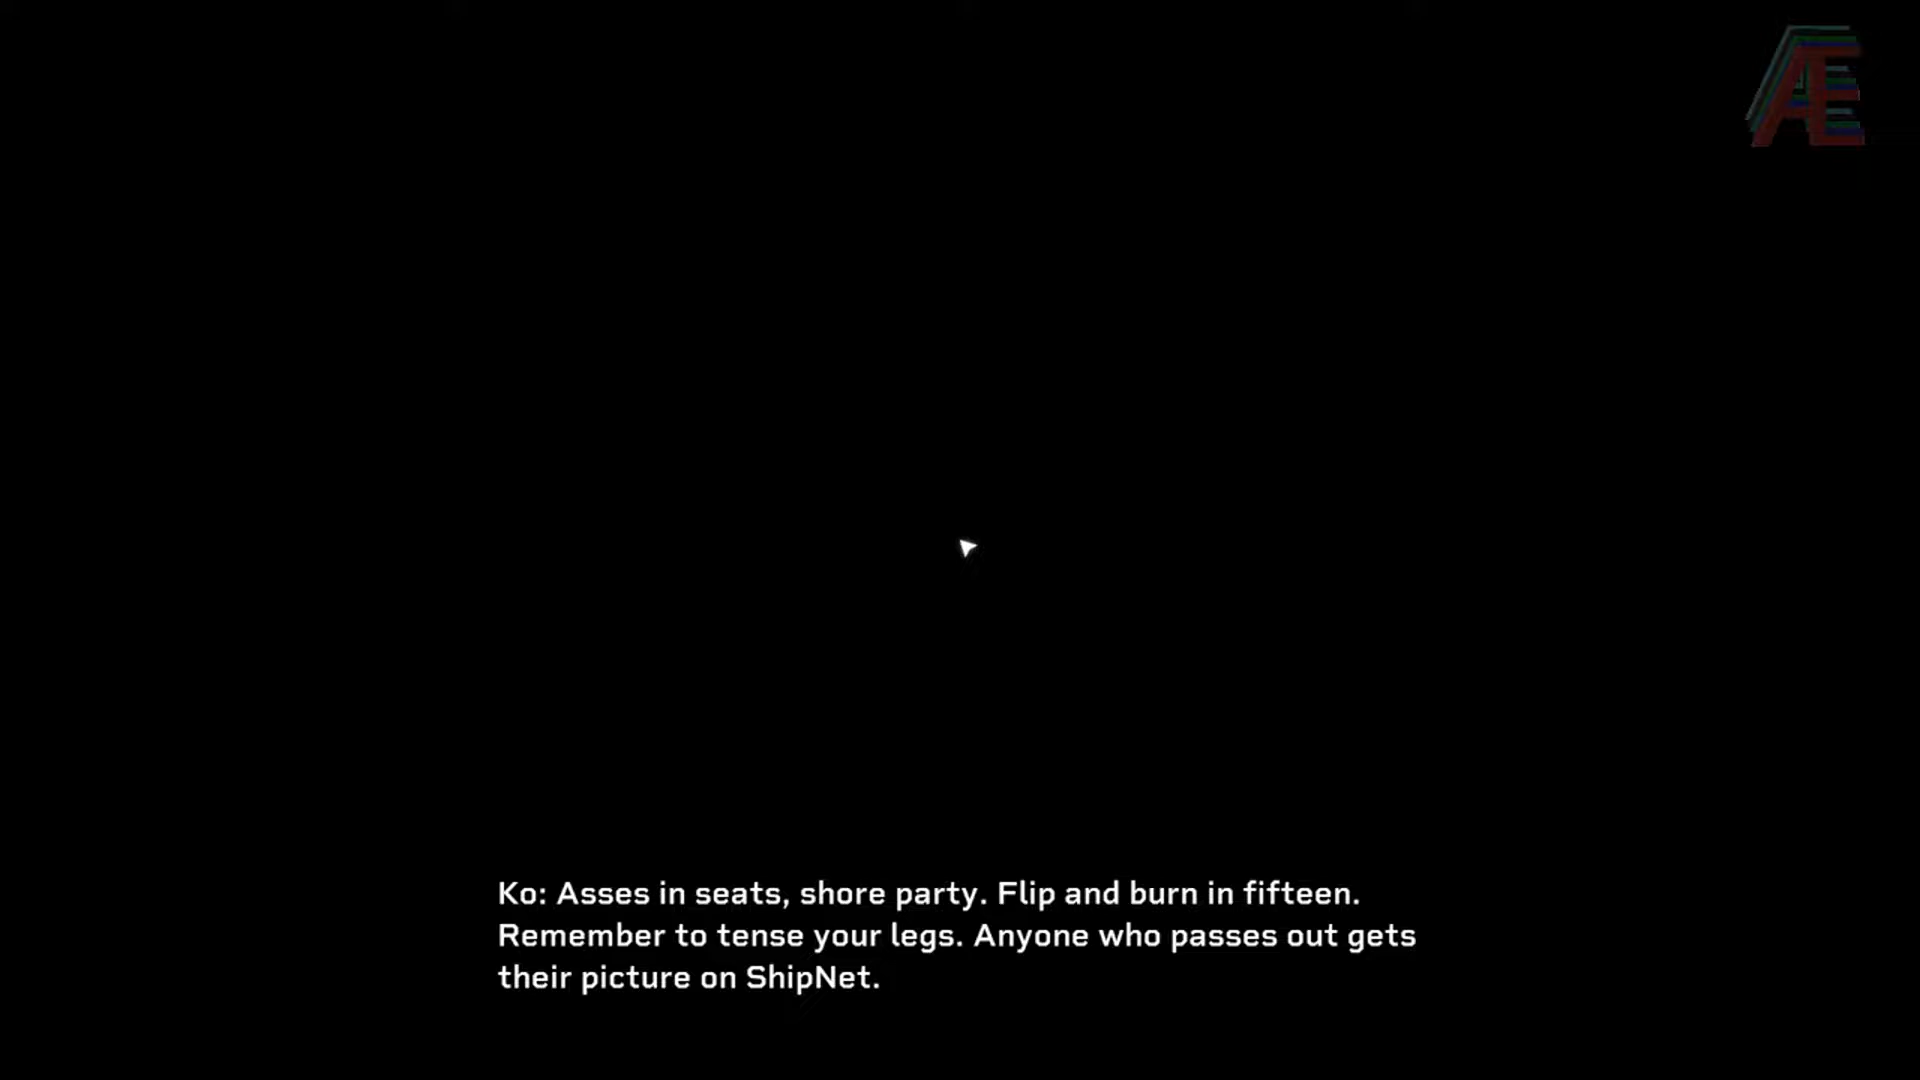 Æ
Ko: Asses in seats, shore party. Flip and burn in fifteen.
Remember to tense your legs. Anyone who passes out gets
their picture on ShipNet.